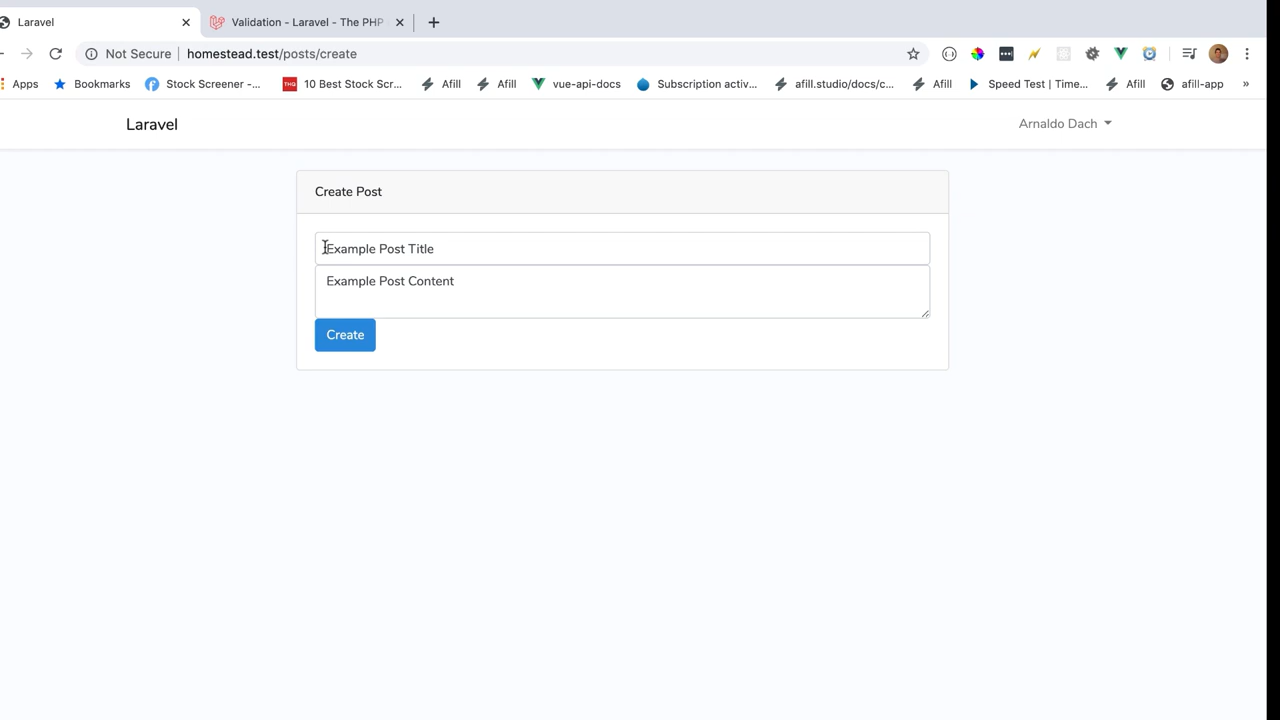 Laravel
Validation - Laravel - The PHP
Not Secure homestead.test/posts/create
Apps Bookmarks Stock Screener -... THQ 10 Best Stock Scr... Afill Afill vue-api-docs Subscription activ... afill.studio/docs/c... Afill Speed Test | Time... Afill afill-app »
Laravel Arnaldo Dach
Create Post
Example Post Title
Example Post Content
Create